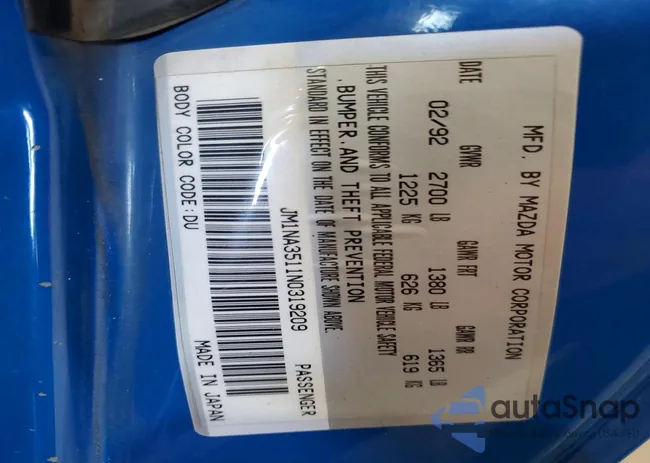 MFD. BY MAZDA MOTOR CORPORATION
DATE GVWR GAWR FRT GAWR RR
02/92 2700 LB 1380 LB 1365 LB
1225 KG 626 KG 619 KG
THIS VEHICLE CONFORMS TO ALL APPLICABLE FEDERAL MOTOR VEHICLE SAFETY
, BUMPER, AND THEFT PREVENTION
STANDARD IN EFFECT ON THE DATE OF MANUFACTURE SHOWN ABOVE.
JM1NA3511N0319209 PASSENGER
BODY COLOR CODE:DU MADE IN JAPAN
autoSnap